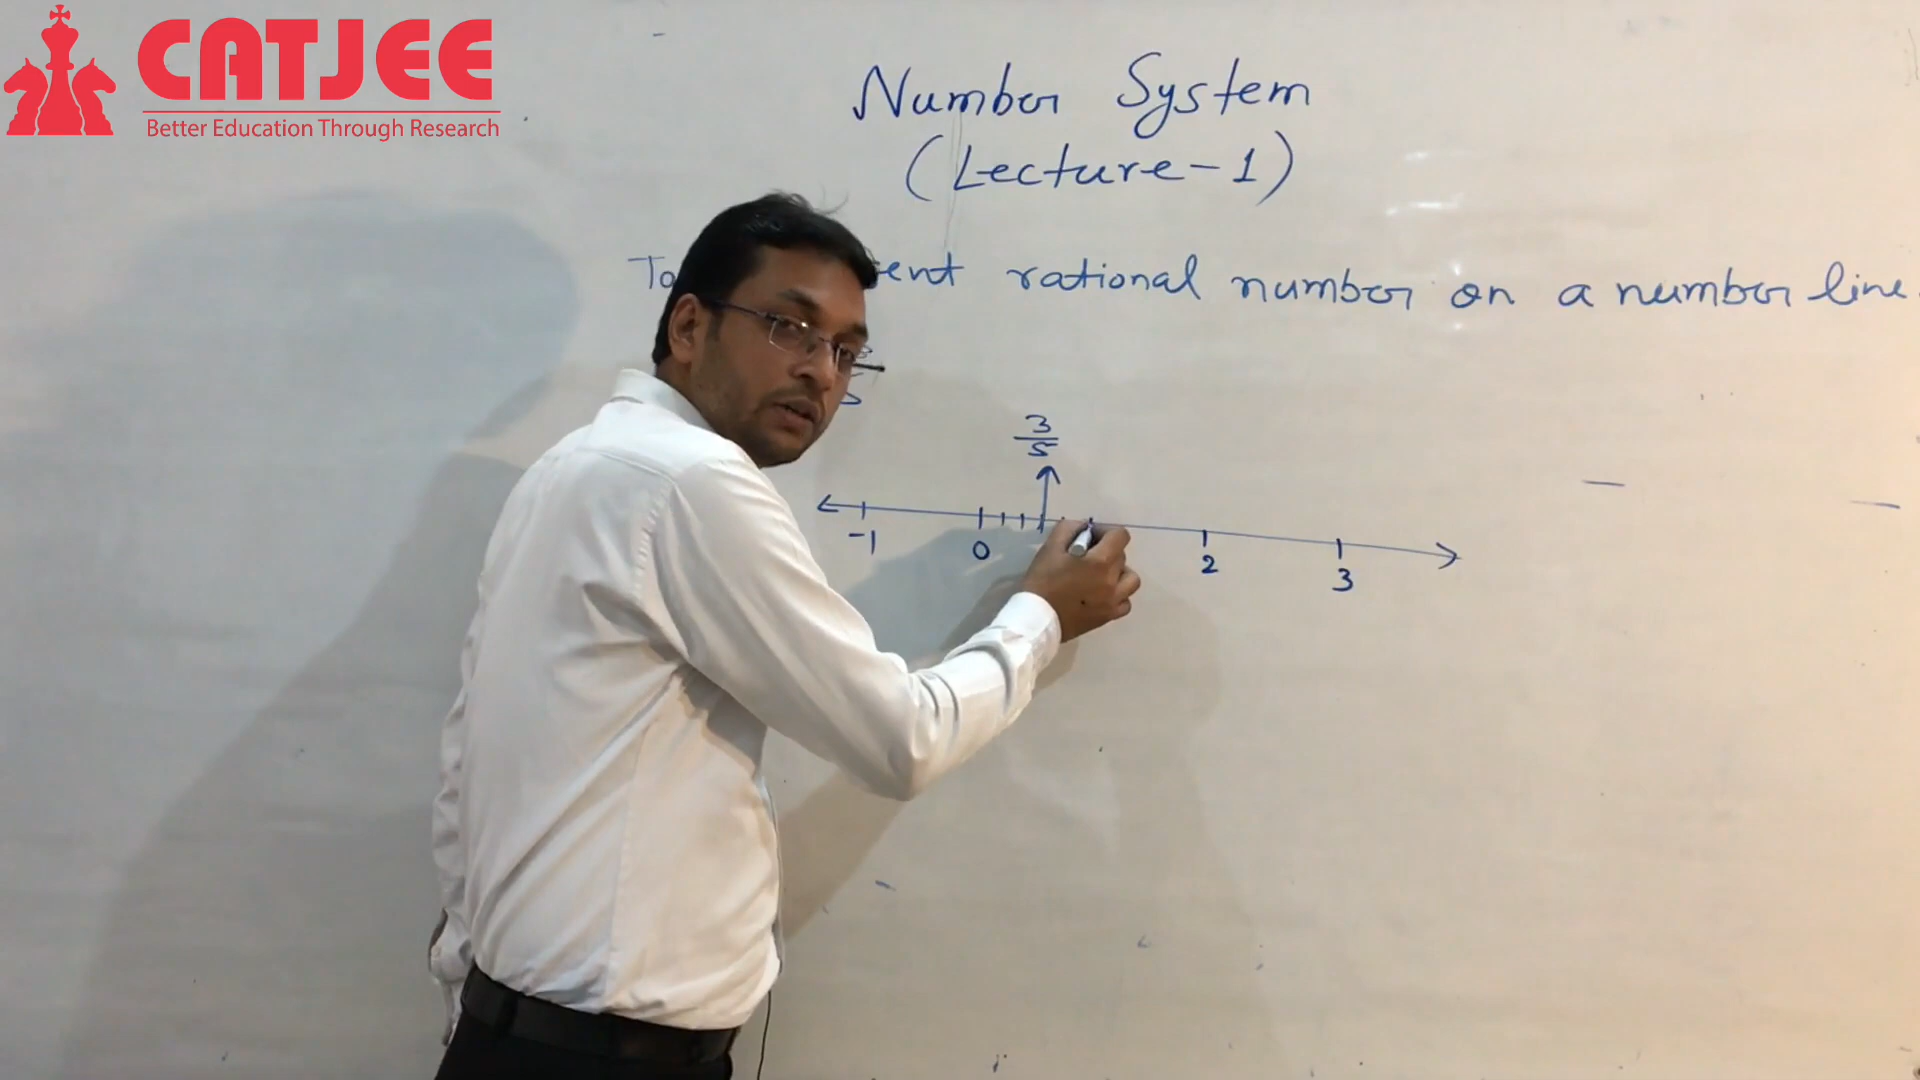 CATJEE
Better Education Through Research
Number System
(Lecture-1)
To rational number on a number line.
3
5
-1 0 2 3